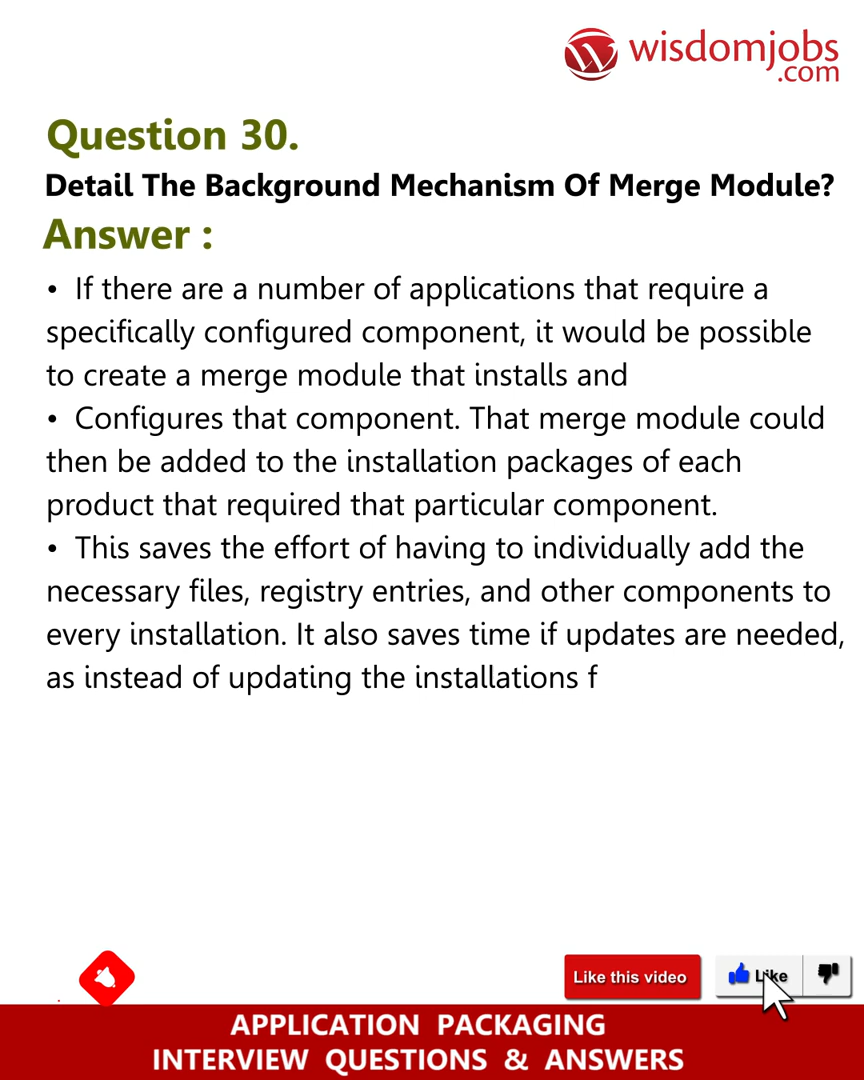 wisdomjobs
.com
Question 30.
Detail The Background Mechanism Of Merge Module?
Answer :
• If there are a number of applications that require a
specifically configured component, it would be possible
to create a merge module that installs and
• Configures that component. That merge module could
then be added to the installation packages of each
product that required that particular component.
• This saves the effort of having to individually add the
necessary files, registry entries, and other components to
every installation. It also saves time if updates are needed,
as instead of updating the installations f
Like this video
Like
APPLICATION PACKAGING
INTERVIEW QUESTIONS & ANSWERS